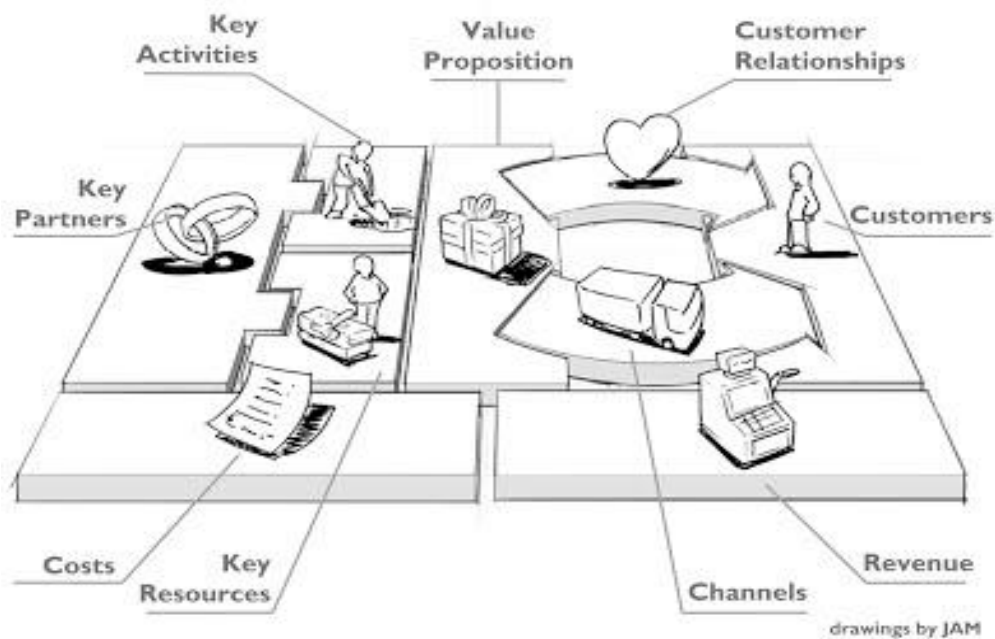 Key
Activities
Value
Proposition
Customer
Relationships
Key
Partners
Customers
Costs
Key
Resources
Channels
Revenue
drawings by JAM